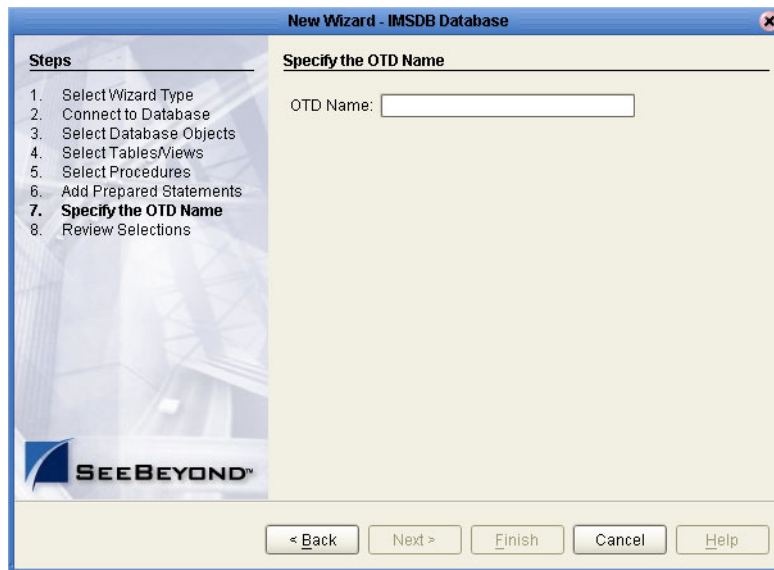 New Wizard - IMSDB Database
Steps
1. Select Wizard Type
2. Connect to Database
3. Select Database Objects
4. Select Tables/Views
5. Select Procedures
6. Add Prepared Statements
7. Specify the OTD Name
8. Review Selections
Specify the OTD Name
OTD Name:
SEEBEYOND™
< Back
Next >
Finish
Cancel
Help